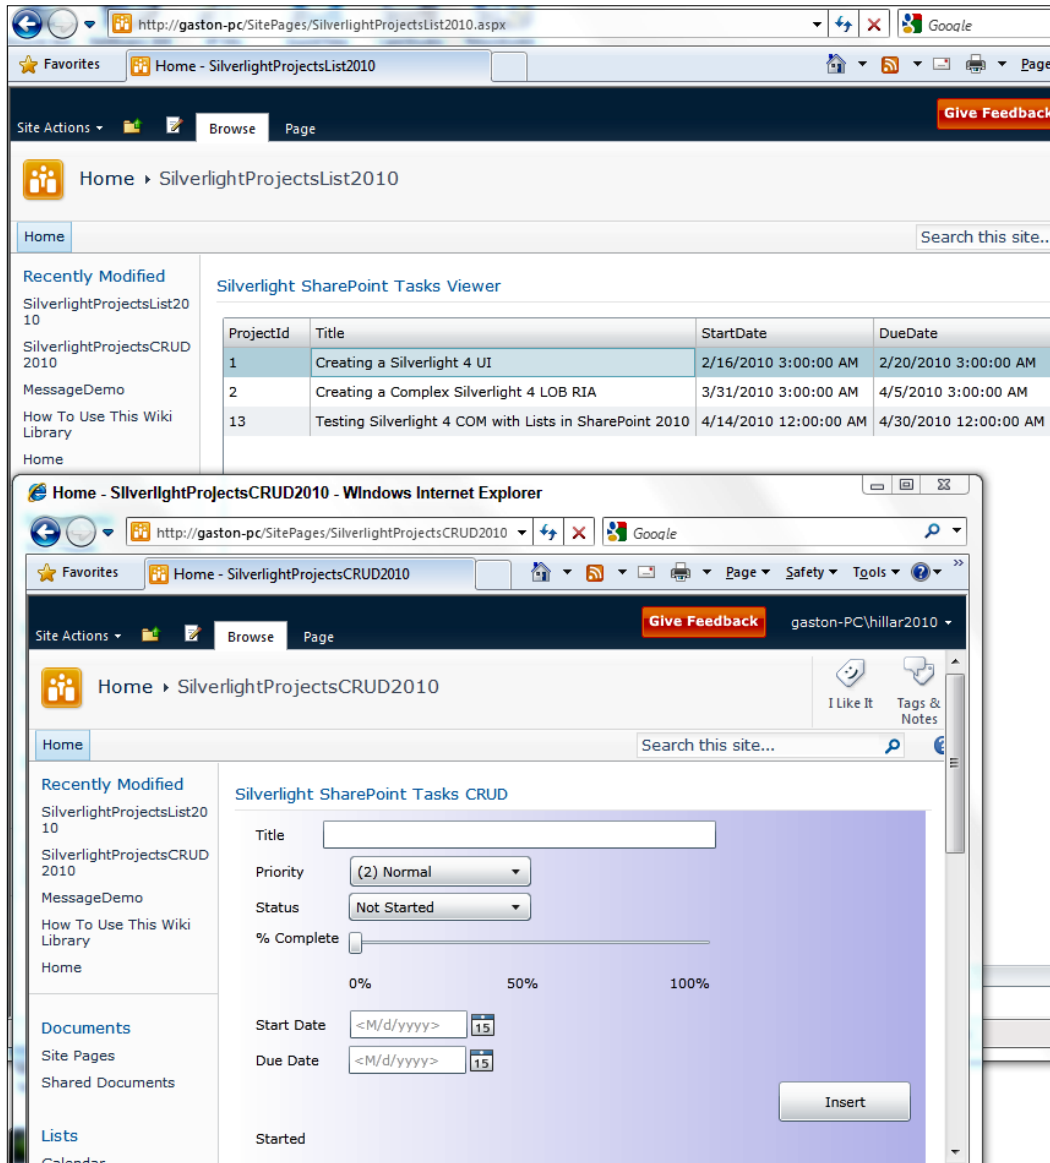 http://gaston-pc/SitePages/SilverlightProjectsList2010.aspx
Google
Favorites
Home - SilverlightProjectsList2010
Page
Site Actions
Browse
Page
Give Feedback
Home ▸ SilverlightProjectsList2010
Home
Search this site...
Recently Modified
SilverlightProjectsList20
10
SilverlightProjectsCRUD
2010
MessageDemo
How To Use This Wiki
Library
Home
Silverlight SharePoint Tasks Viewer
ProjectId Title StartDate DueDate
1 Creating a Silverlight 4 UI 2/16/2010 3:00:00 AM 2/20/2010 3:00:00 AM
2 Creating a Complex Silverlight 4 LOB RIA 3/31/2010 3:00:00 AM 4/5/2010 3:00:00 AM
13 Testing Silverlight 4 COM with Lists in SharePoint 2010 4/14/2010 12:00:00 AM 4/30/2010 12:00:00 AM
Home - SilverlightProjectsCRUD2010 - Windows Internet Explorer
http://gaston-pc/SitePages/SilverlightProjectsCRUD2010
Google
Favorites
Home - SilverlightProjectsCRUD2010
Page Safety Tools
Site Actions
Browse
Page
Give Feedback
gaston-PC\hillar2010
Home ▸ SilverlightProjectsCRUD2010
I Like It
Tags &
Notes
Home
Search this site...
Recently Modified
SilverlightProjectsList20
10
SilverlightProjectsCRUD
2010
MessageDemo
How To Use This Wiki
Library
Home
Documents
Site Pages
Shared Documents
Lists
Calendar
Silverlight SharePoint Tasks CRUD
Title
Priority (2) Normal
Status Not Started
% Complete
0% 50% 100%
Start Date <M/d/yyyy> 15
Due Date <M/d/yyyy> 15
Insert
Started